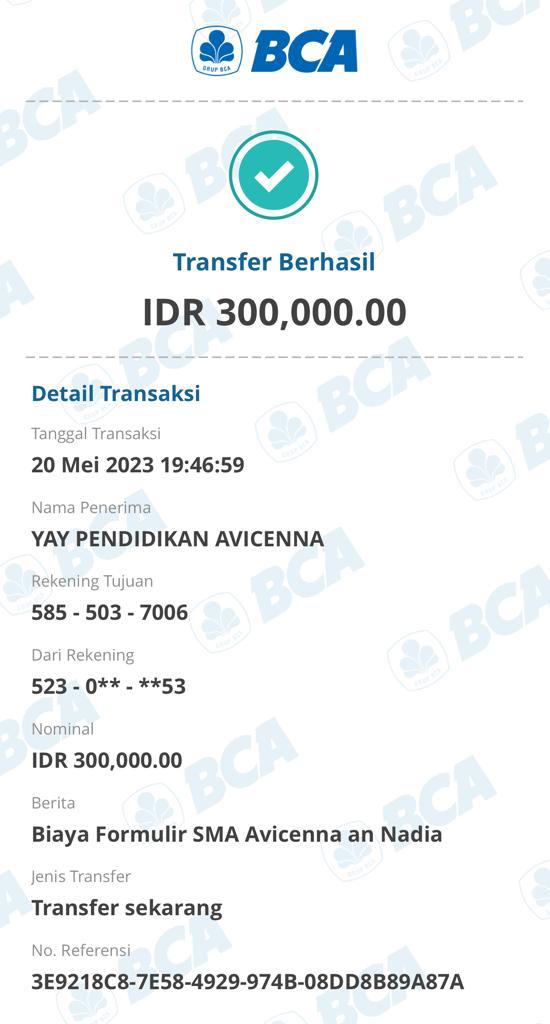 GRUP BCA
BCA
Transfer Berhasil
IDR 300,000.00
Detail Transaksi
Tanggal Transaksi
20 Mei 2023 19:46:59
Nama Penerima
YAY PENDIDIKAN AVICENNA
Rekening Tujuan
585 - 503 - 7006
Dari Rekening
523 - 0** - **53
Nominal
IDR 300,000.00
Berita
Biaya Formulir SMA Avicenna an Nadia
Jenis Transfer
Transfer sekarang
No. Referensi
3E9218C8-7E58-4929-974B-08DD8B89A87A